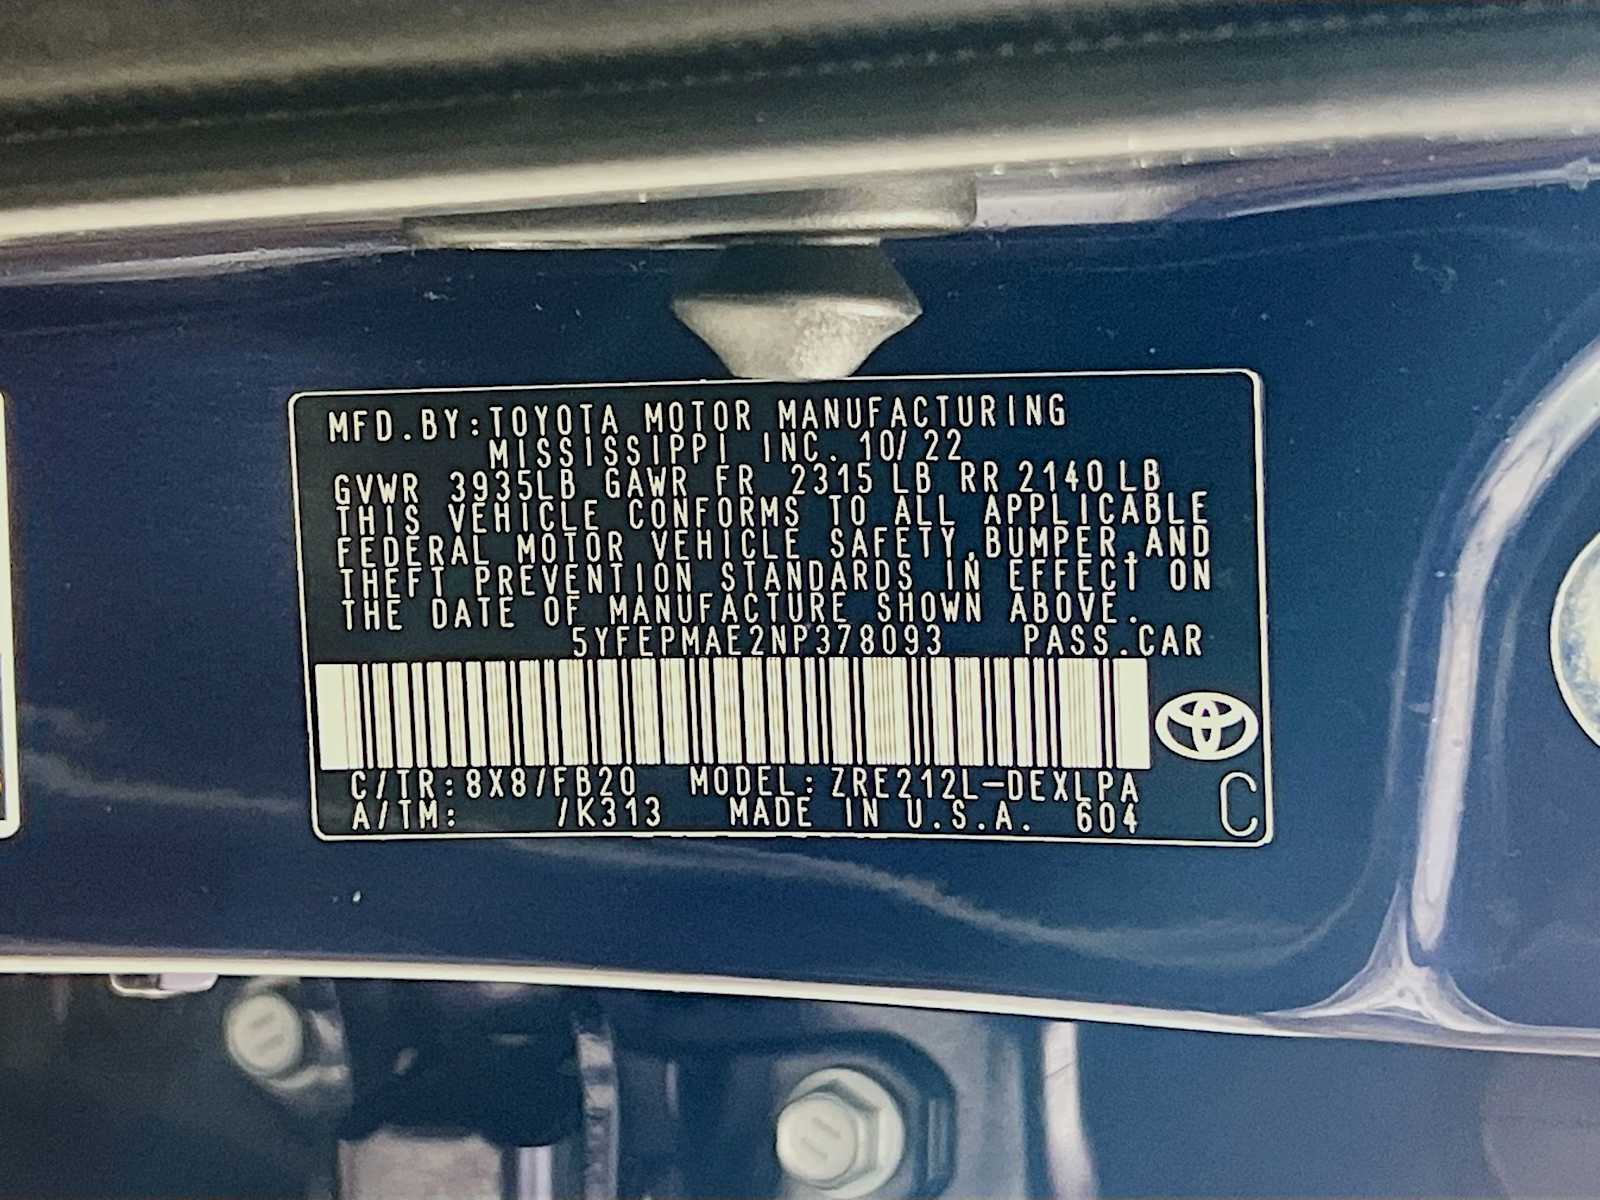 MFD.BY:TOYOTA MOTOR MANUFACTURING
MISSISSIPPI INC. 10/22
GVWR 3935LB GAWR FR 2315 LB RR 2140 LB
THIS VEHICLE CONFORMS TO ALL APPLICABLE
FEDERAL MOTOR VEHICLE SAFETY,BUMPER,AND
THEFT PREVENTION STANDARDS IN EFFECT ON
THE DATE OF MANUFACTURE SHOWN ABOVE.
5YFEPMAE2NP378093 PASS.CAR
C/TR:8X8/FB20 MODEL:ZRE212L-DEXLPA
A/TM: /K313 MADE IN U.S.A. 604 C